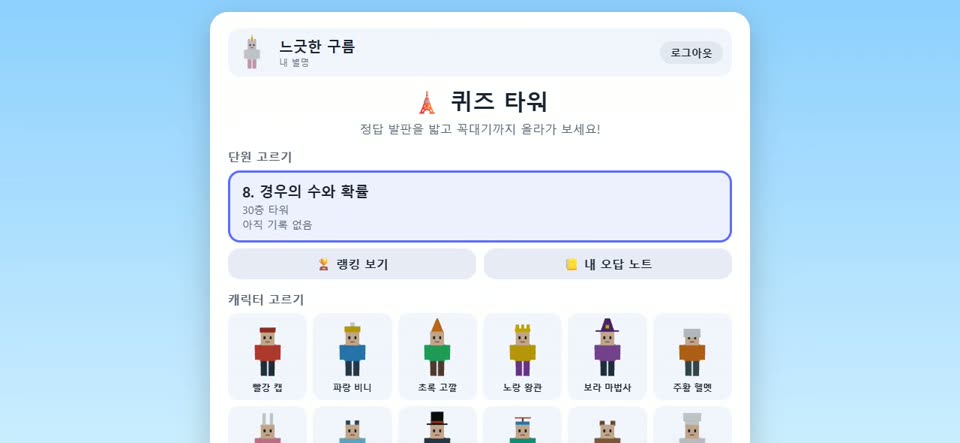 느긋한 구름
내 별명
로그아웃
퀴즈 타워
정답 발판을 밟고 꼭대기까지 올라가 보세요!
단원 고르기
8. 경우의 수와 확률
30층 타워
아직 기록 없음
랭킹 보기
내 오답 노트
캐릭터 고르기
빨강 캡
파랑 비니
초록 고깔
노랑 왕관
보라 마법사
주황 헬멧